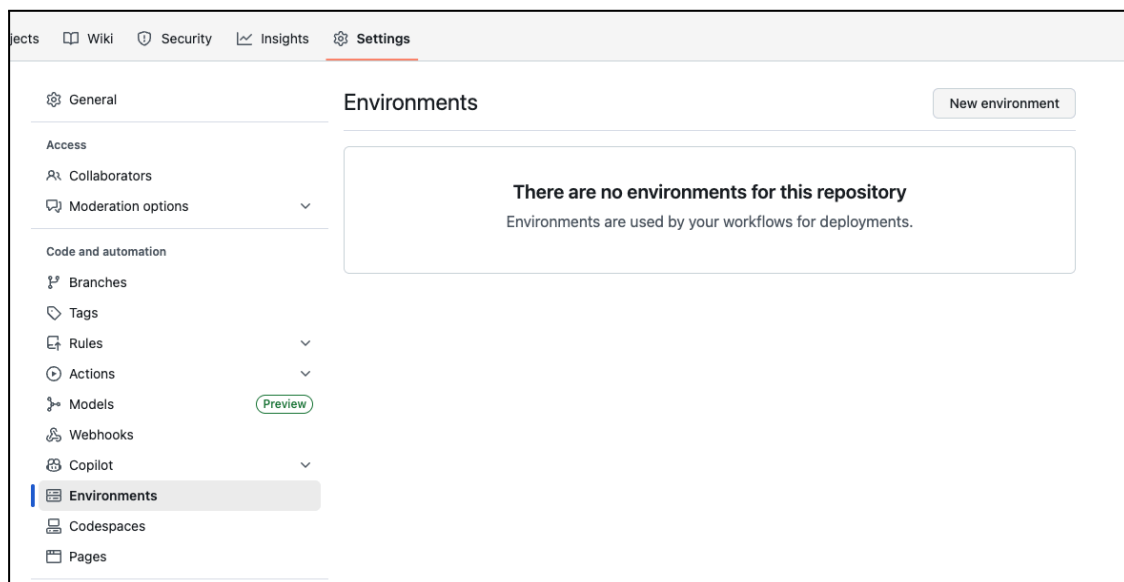 jects Wiki Security Insights Settings
General
Access
Collaborators
Moderation options
Code and automation
Branches
Tags
Rules
Actions
Models Preview
Webhooks
Copilot
Environments
Codespaces
Pages
Environments New environment
There are no environments for this repository
Environments are used by your workflows for deployments.